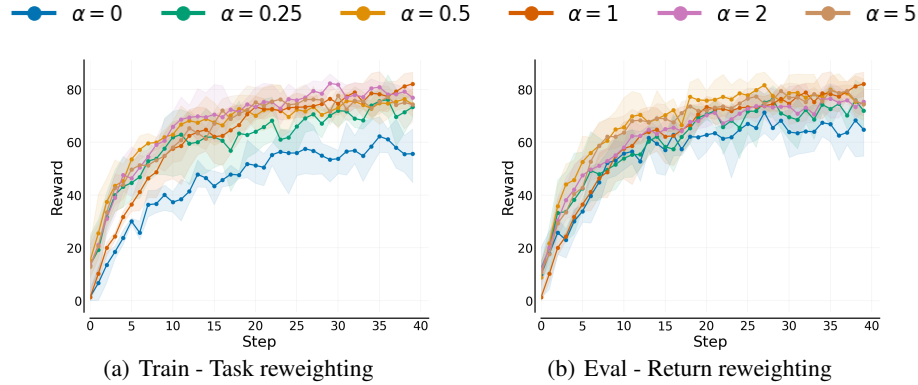 α = 0 α = 0.25 α = 0.5 α = 1 α = 2 α = 5
80
60
40
20
0
Reward
0 5 10 15 20 25 30 35 40
Step
(a) Train - Task reweighting
80
60
40
20
0
Reward
0 5 10 15 20 25 30 35 40
Step
(b) Eval - Return reweighting